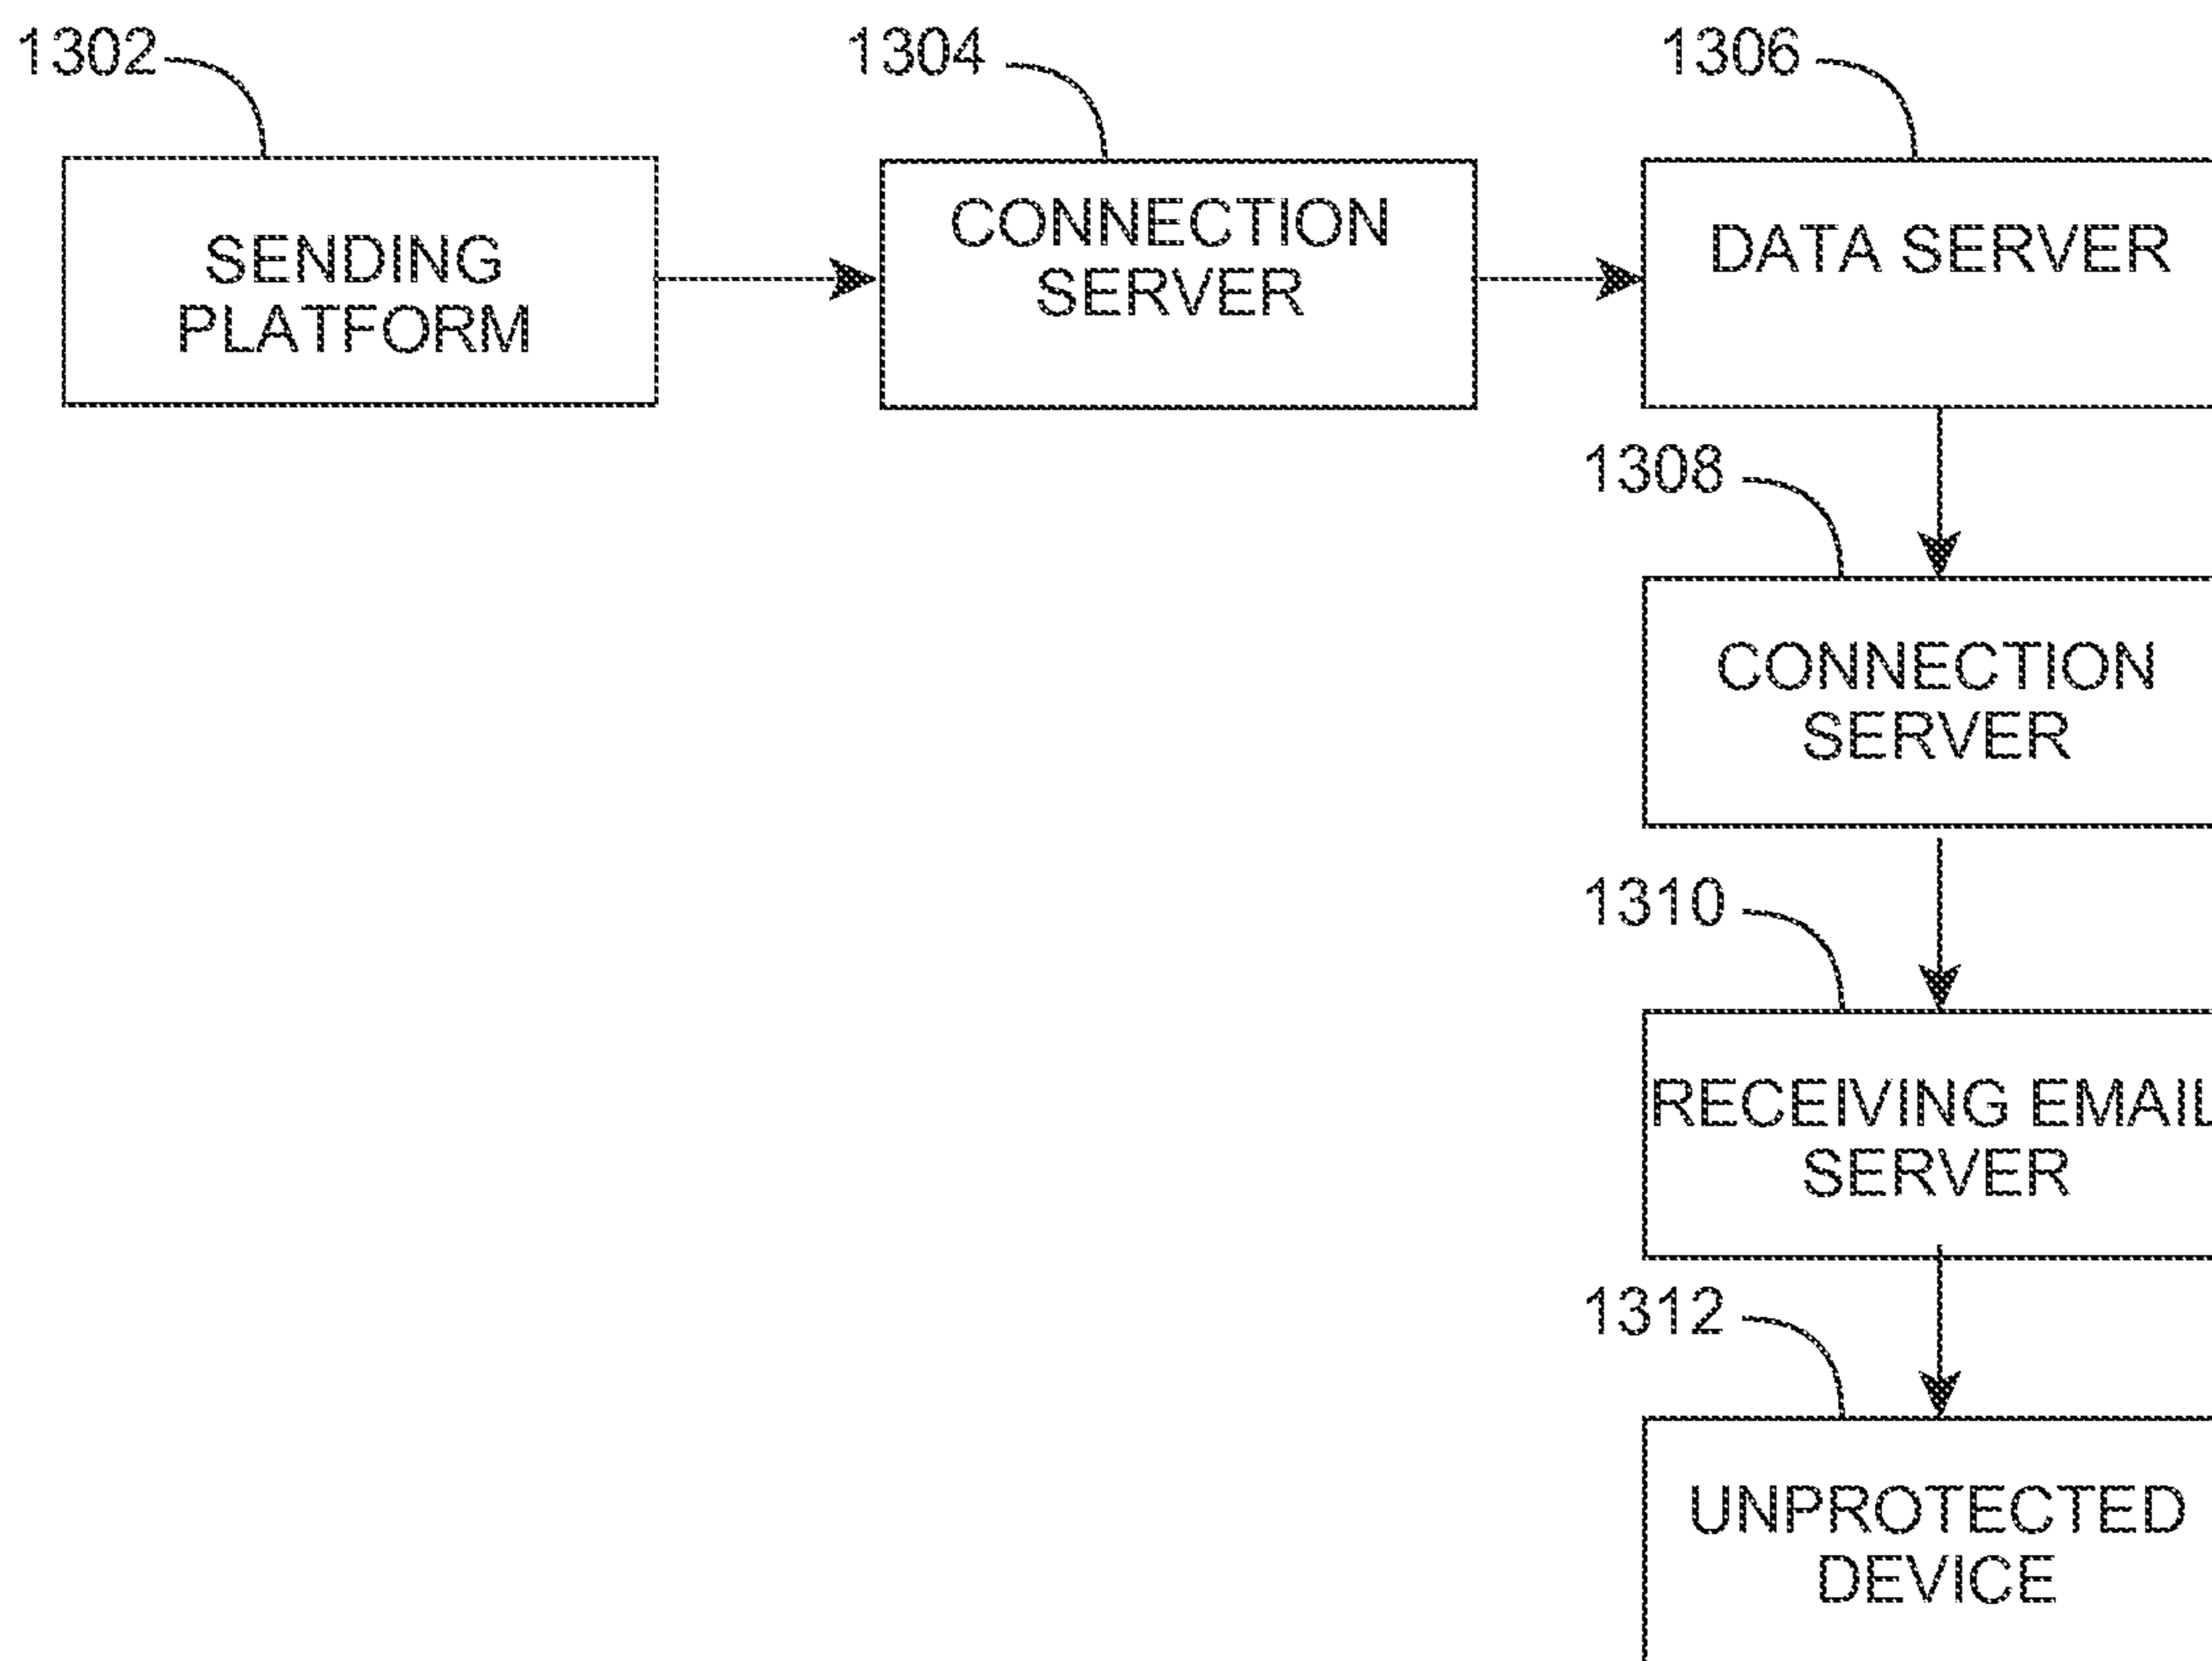 1302
1304
1306
SENDING
PLATFORM
CONNECTION
SERVER
DATA SERVER
1308
CONNECTION
SERVER
1310
RECEIVING EMAIL
SERVER
1312
UNPROTECTED
DEVICE